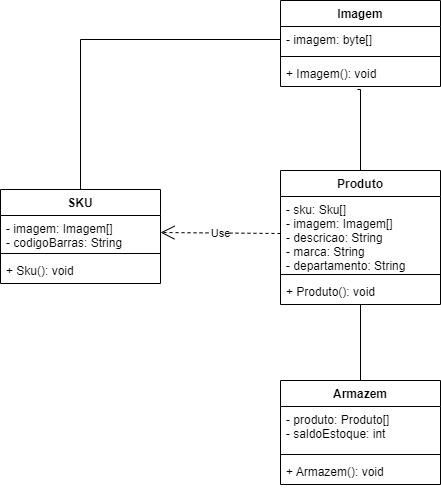 Imagem
- imagem: byte[]
+ Imagem(): void
SKU
- imagem: Imagem[]
- codigoBarras: String
+ Sku(): void
Use
Produto
- sku: Sku[]
- imagem: Imagem[]
- descricao: String
- marca: String
- departamento: String
+ Produto(): void
Armazem
- produto: Produto[]
- saldoEstoque: int
+ Armazem(): void